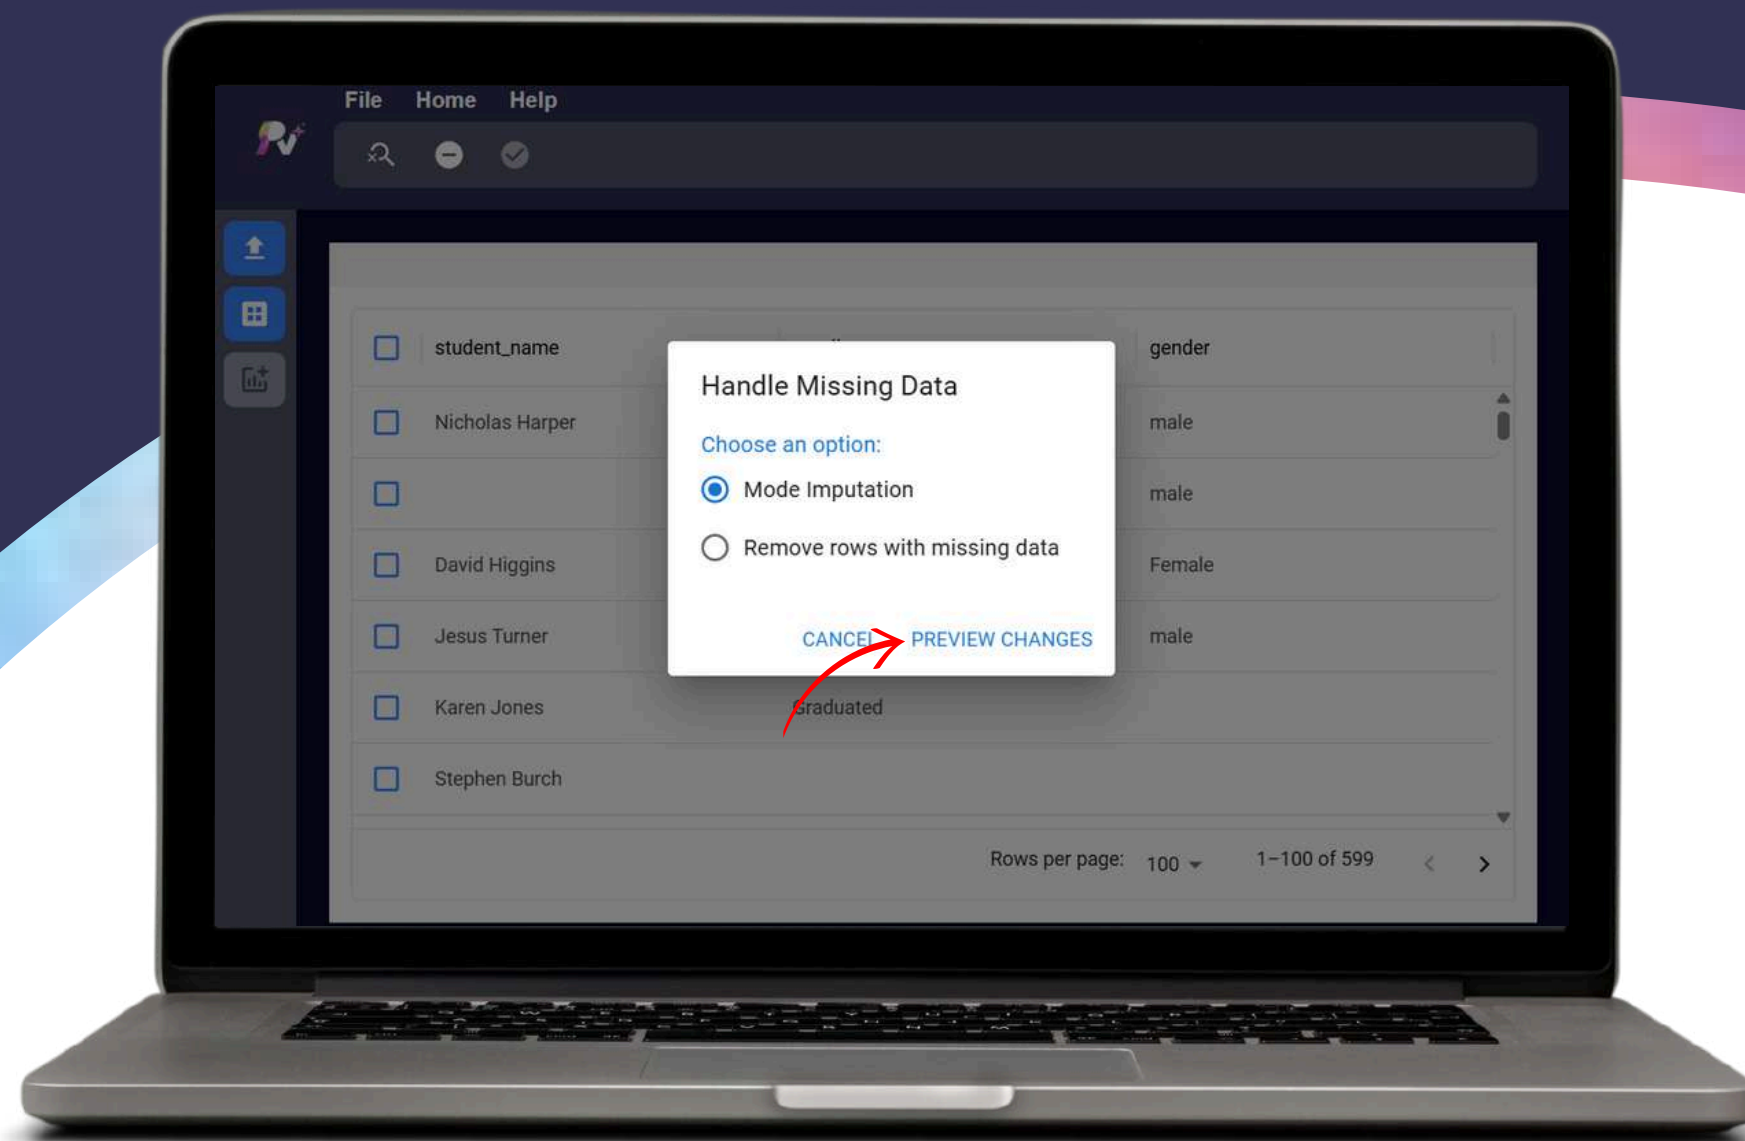 File Home Help
student_name gender
Nicholas Harper male
male
David Higgins Female
Jesus Turner male
Karen Jones Graduated
Stephen Burch
Handle Missing Data
Choose an option:
Mode Imputation
Remove rows with missing data
CANCEL PREVIEW CHANGES
Rows per page: 100 1–100 of 599